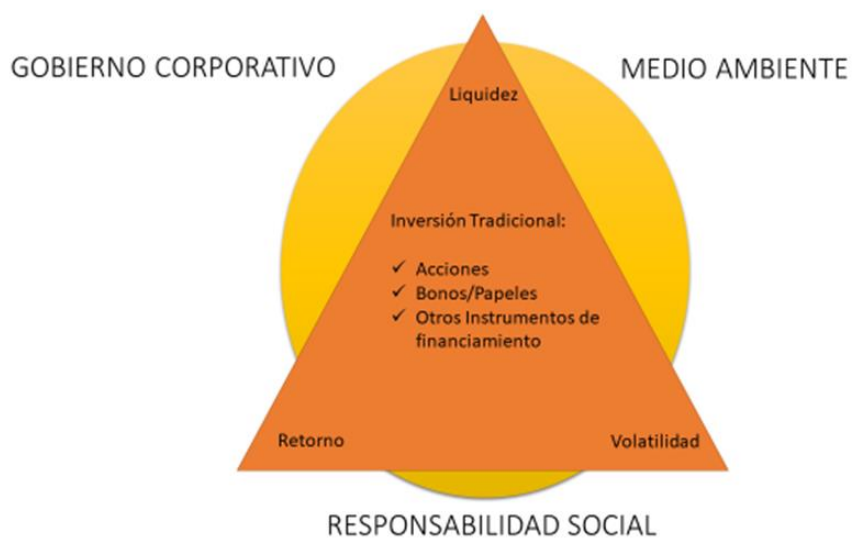 GOBIERNO CORPORATIVO
MEDIO AMBIENTE
Liquidez
Inversión Tradicional:
✓ Acciones
✓ Bonos/Papeles
✓ Otros Instrumentos de
financiamiento
Retorno
Volatilidad
RESPONSABILIDAD SOCIAL